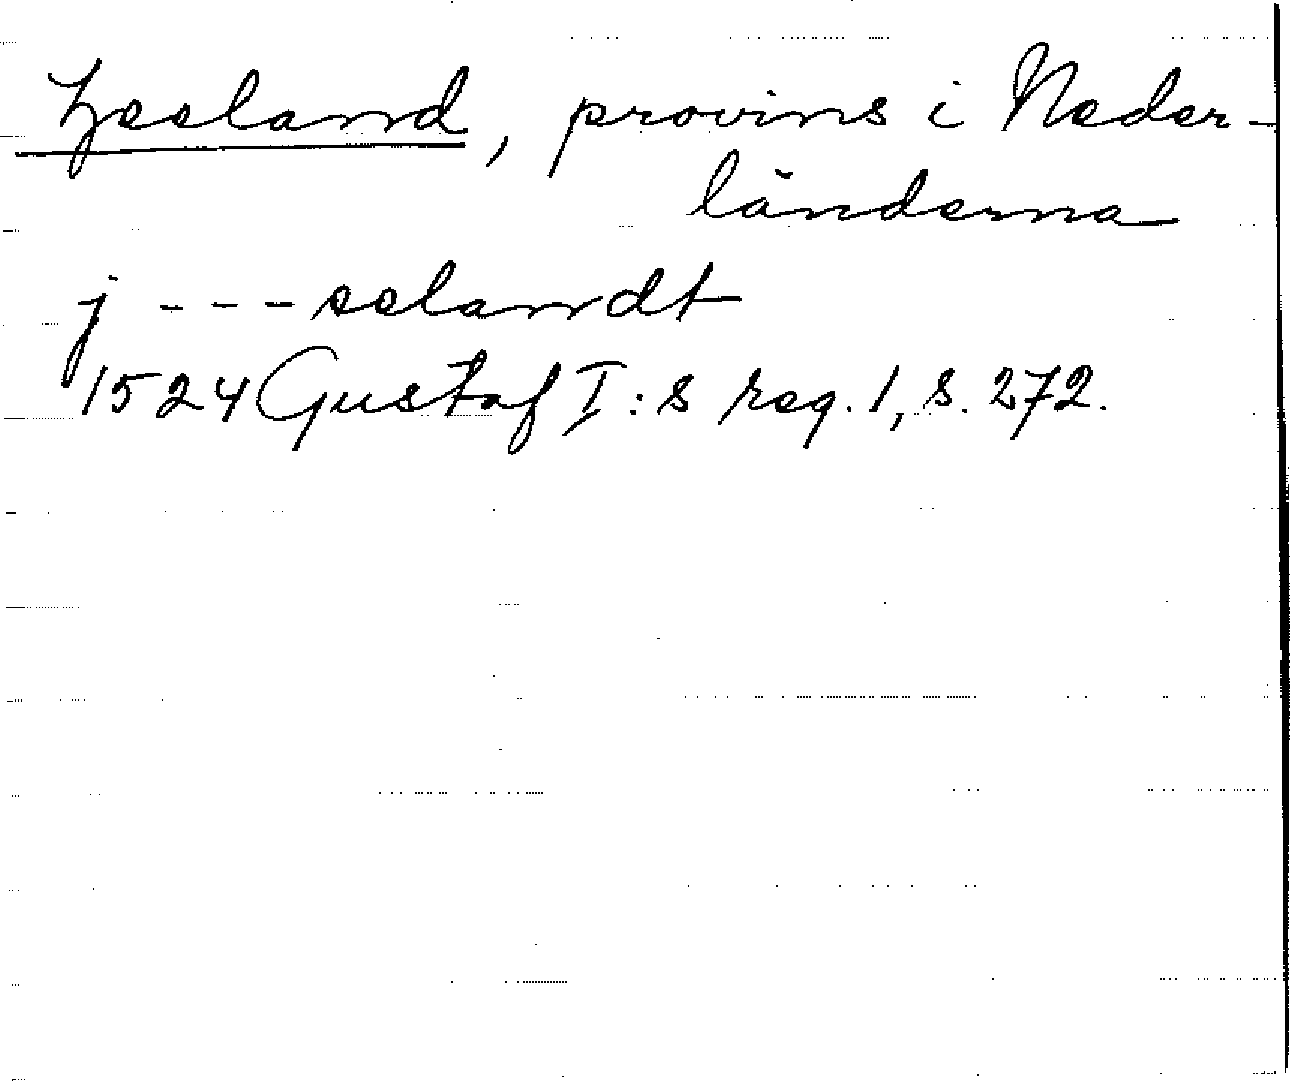 Zeeland, provins i Neder-
länderna
j - - - selandt
1524 Gustaf I:s reg. 1, s. 272.